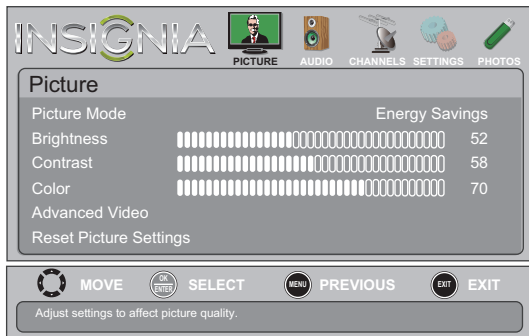 INSIGNIA
PICTURE AUDIO CHANNELS SETTINGS PHOTOS
Picture
Picture Mode Energy Savings
Brightness 52
Contrast 58
Color 70
Advanced Video
Reset Picture Settings
MOVE OK ENTER SELECT MENU PREVIOUS EXIT EXIT
Adjust settings to affect picture quality.